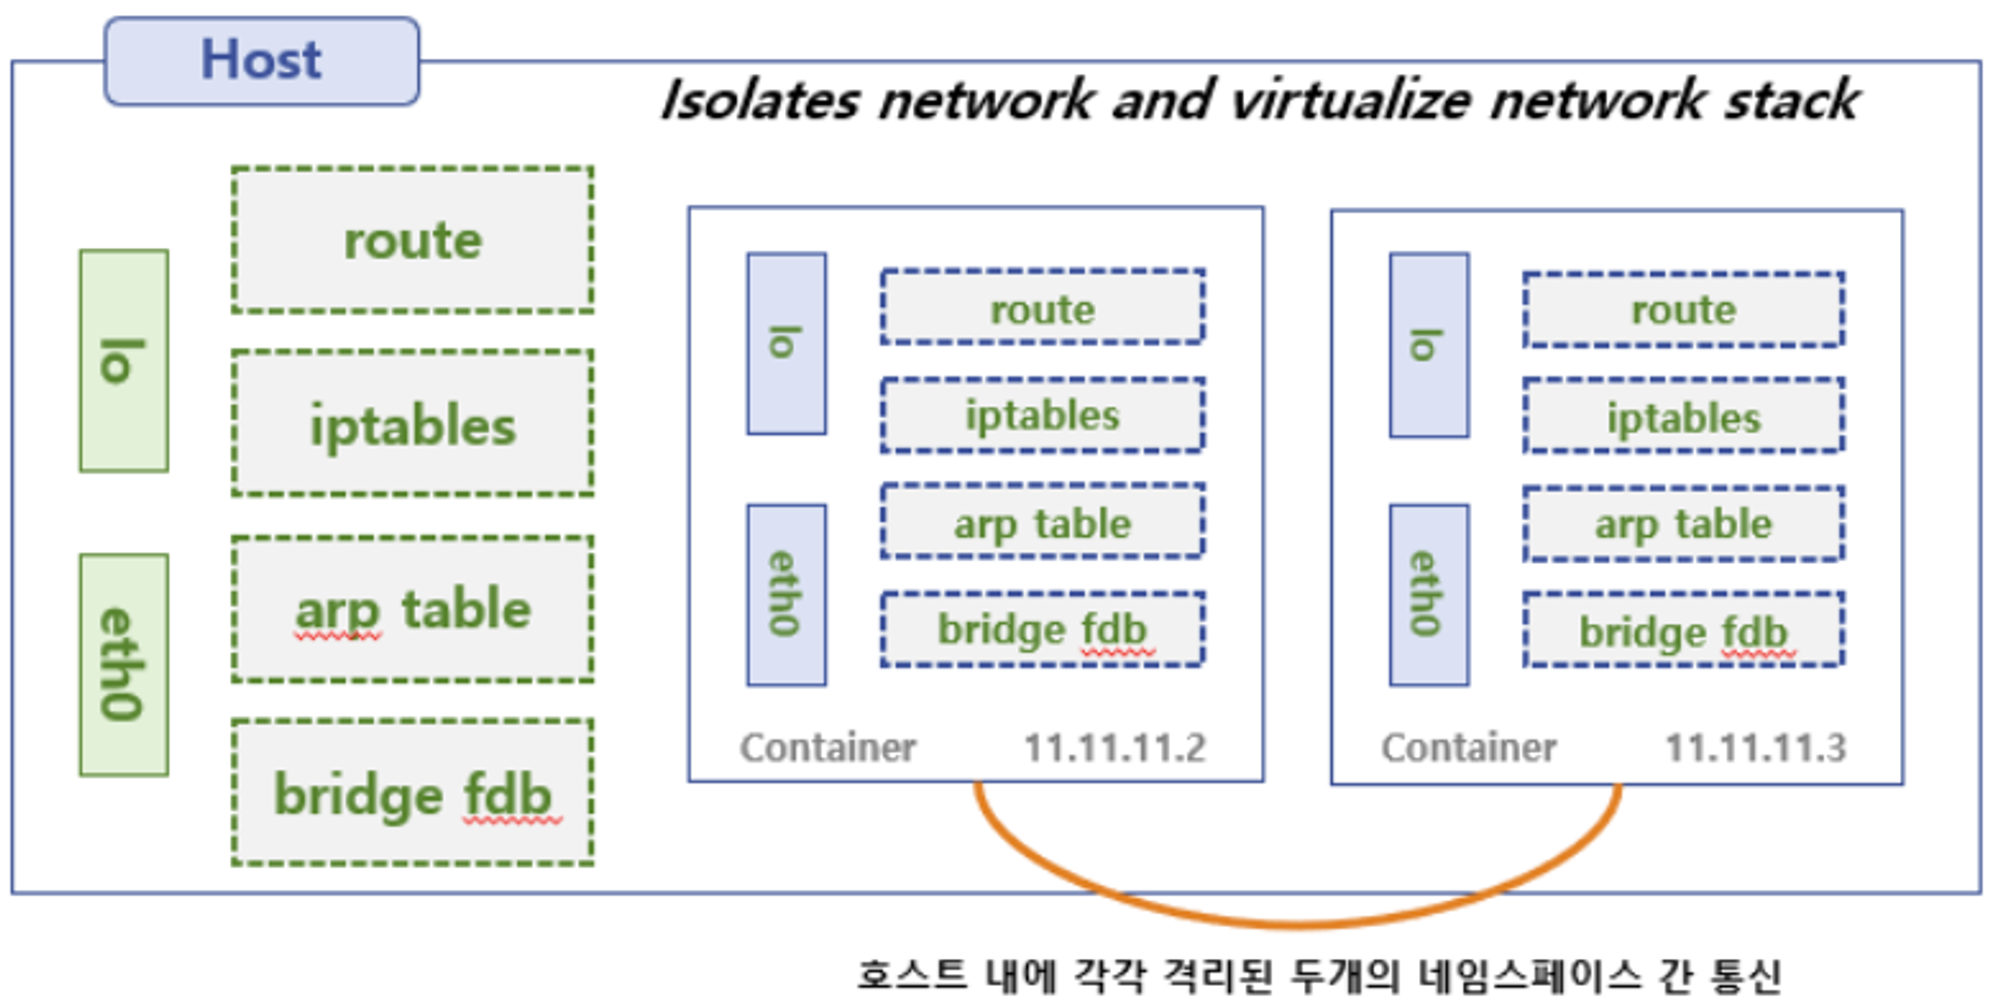 Host
Isolates network and virtualize network stack
lo
eth0
route
iptables
arp table
bridge fdb
lo
eth0
route
iptables
arp table
bridge fdb
Container 11.11.11.2
lo
eth0
route
iptables
arp table
bridge fdb
Container 11.11.11.3
호스트 내에 각각 격리된 두개의 네임스페이스 간 통신